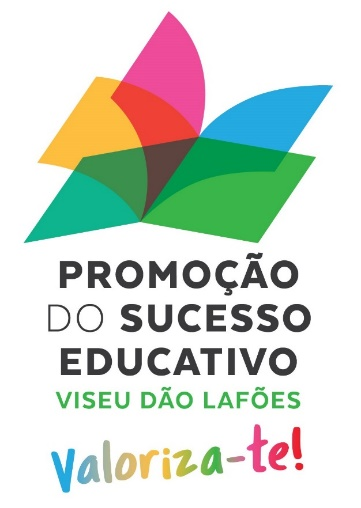 PROMOÇÃO
DO SUCESSO
EDUCATIVO
VISEU DÃO LAFÕES
Valoriza-te!